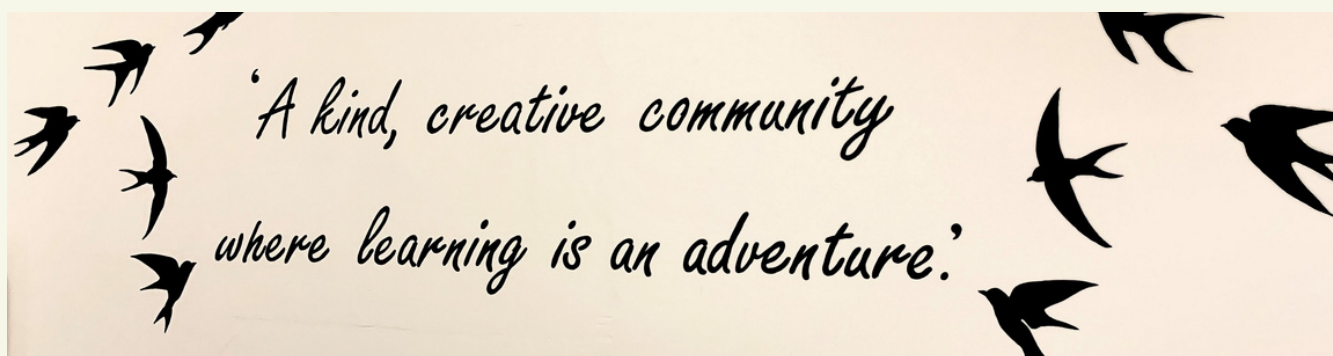 ‘A kind, creative community
where learning is an adventure.’